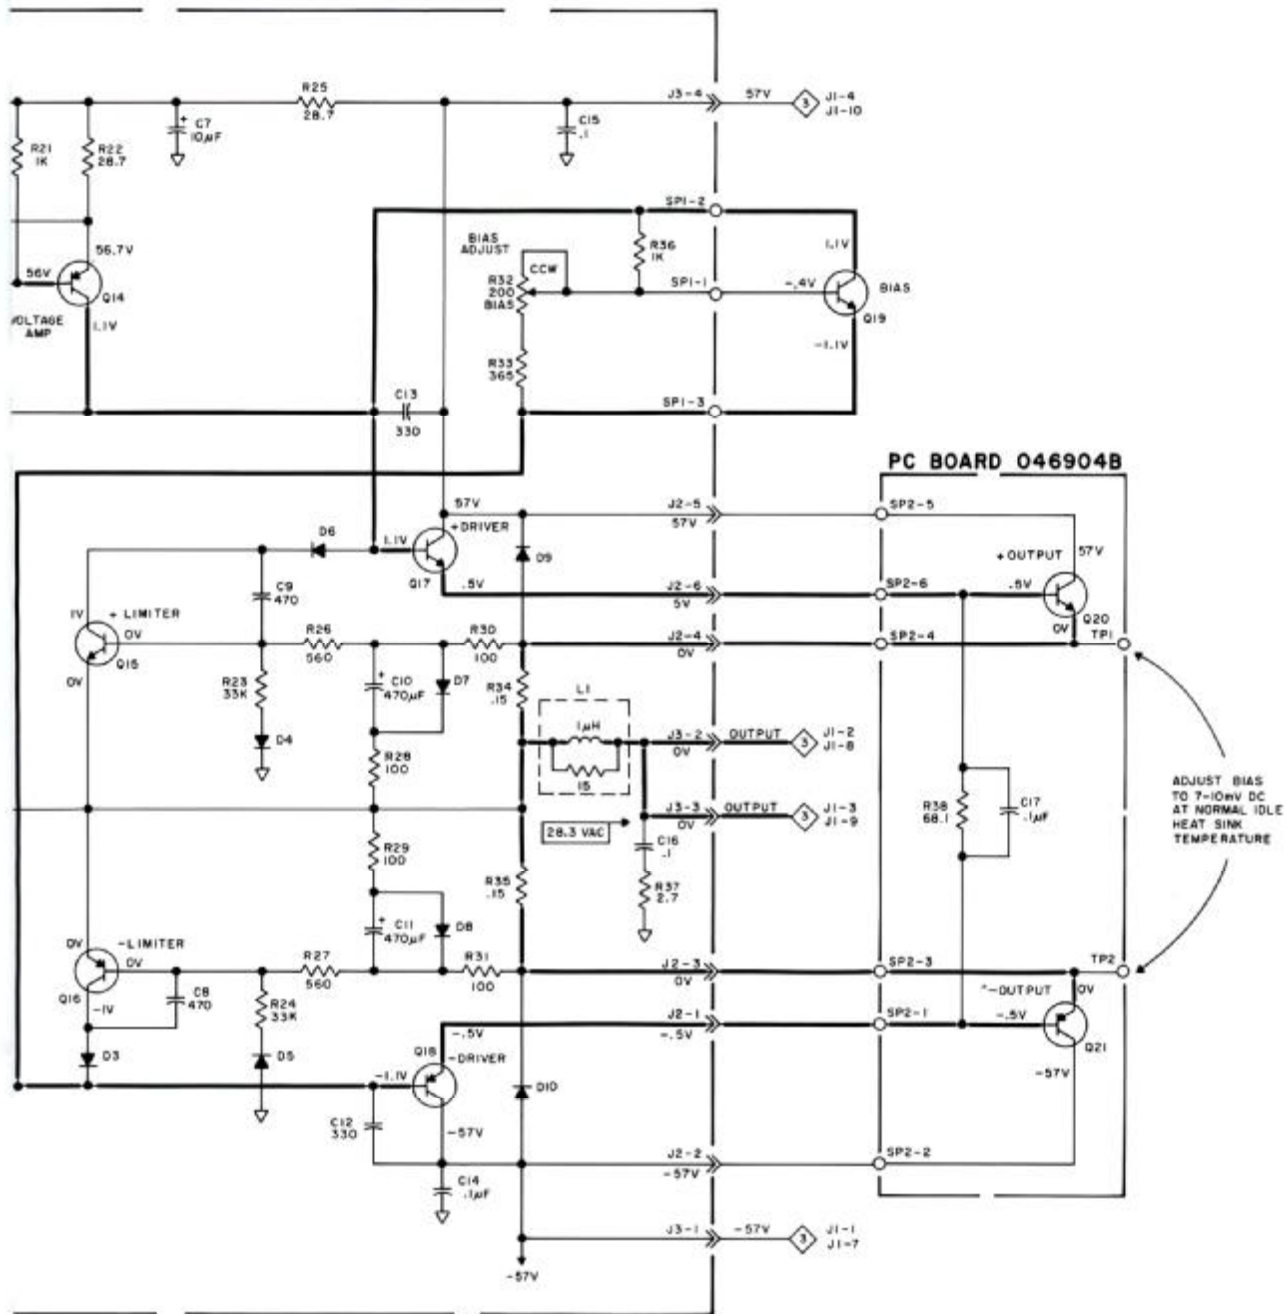 R25
28.7
J3-4
57V
3
J1-4
J1-10
+
C7
10µF
C15
.1
R21
1K
R22
28.7
SP1-2
56.7V
BIAS
ADJUST
R36
1K
1.1V
56V
Q14
CCW
R32
200
BIAS
SP1-1
-.4V
BIAS
Q19
VOLTAGE
AMP
1.1V
-1.1V
R33
365
C13
330
SP1-3
PC BOARD 046904B
57V
J2-5
57V
SP2-5
D6
+DRIVER
1.1V
Q17
D9
57V
+OUTPUT
C9
470
.5V
J2-6
5V
SP2-6
.5V
Q20
1V
+ LIMITER
0V
R26
560
R30
100
J2-4
0V
SP2-4
0V
TP1
Q15
0V
R23
33K
+
C10
470µF
D7
R34
.15
L1
1µH
15
D4
J3-2
0V
OUTPUT
3
J1-2
J1-8
R28
100
ADJUST BIAS
TO 7-10mV DC
AT NORMAL IDLE
HEAT SINK
TEMPERATURE
J3-3
0V
OUTPUT
3
J1-3
J1-9
R38
68.1
C17
.1µF
28.3 VAC
C16
.1
R29
100
R35
.15
R37
2.7
+
C11
470µF
D8
0V
-LIMITER
0V
R27
560
R31
100
J2-3
0V
SP2-3
TP2
Q16
-1V
C8
470
R24
33K
"-OUTPUT
0V
-.5V
J2-1
-.5V
SP2-1
-.5V
Q21
D3
D5
Q18
-DRIVER
-1.1V
D10
-57V
C12
330
-57V
J2-2
-57V
SP2-2
C14
.1µF
J3-1
-57V
3
J1-1
J1-7
-57V